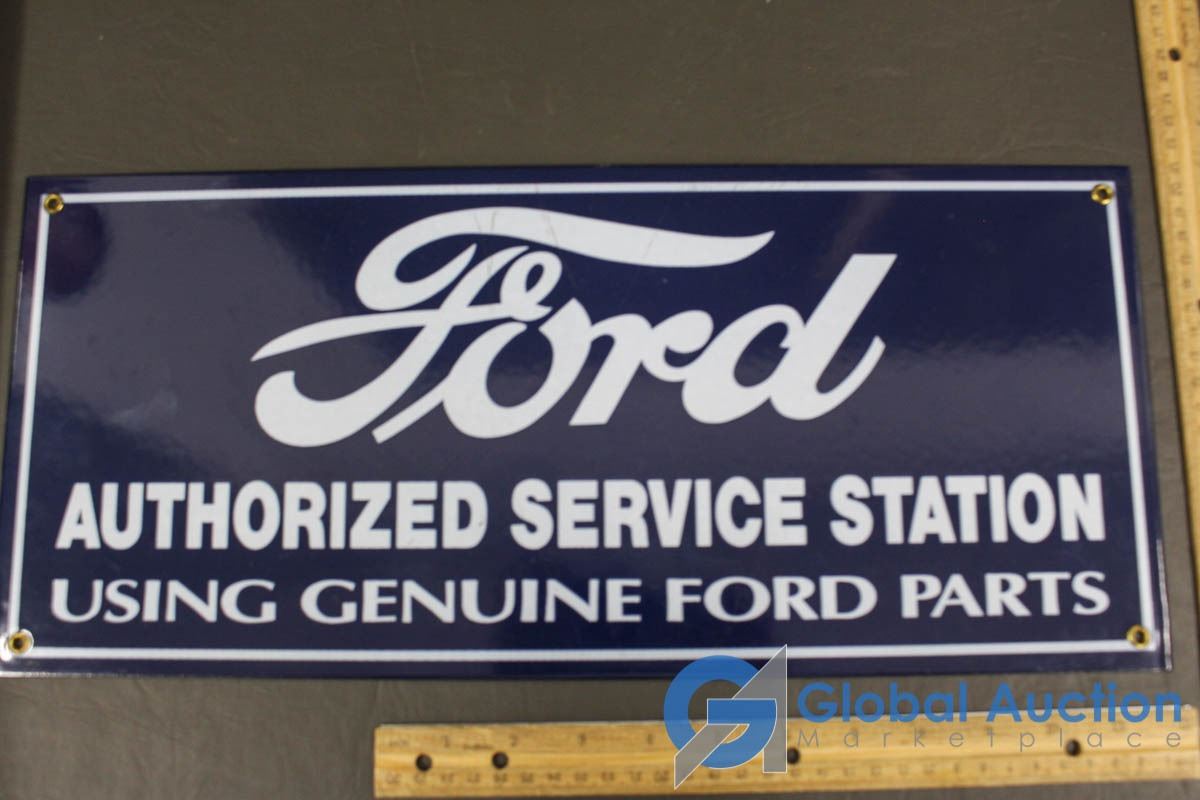 Ford
AUTHORIZED SERVICE STATION
USING GENUINE FORD PARTS
Global Auction
Marketplace